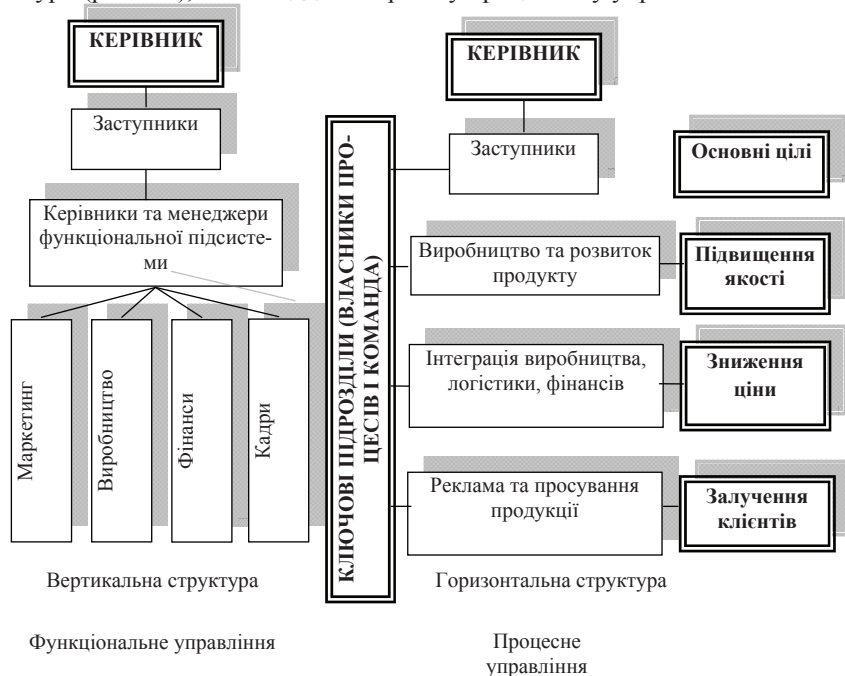 КЕРІВНИК
Заступники
Керівники та менеджери
функціональної підсисте-
ми
Маркетинг
Виробництво
Фінанси
Кадри
Вертикальна структура
Функціональне управління
КЛЮЧОВІ ПІДРОЗДІЛИ (ВЛАСНИКИ ПРО-
ЦЕСІВ І КОМАНДА)
КЕРІВНИК
Заступники
Основні цілі
Виробництво та розвиток
продукту
Підвищення
якості
Інтеграція виробництва,
логістики, фінансів
Зниження
ціни
Реклама та просування
продукції
Залучення
клієнтів
Горизонтальна структура
Процесне
управління